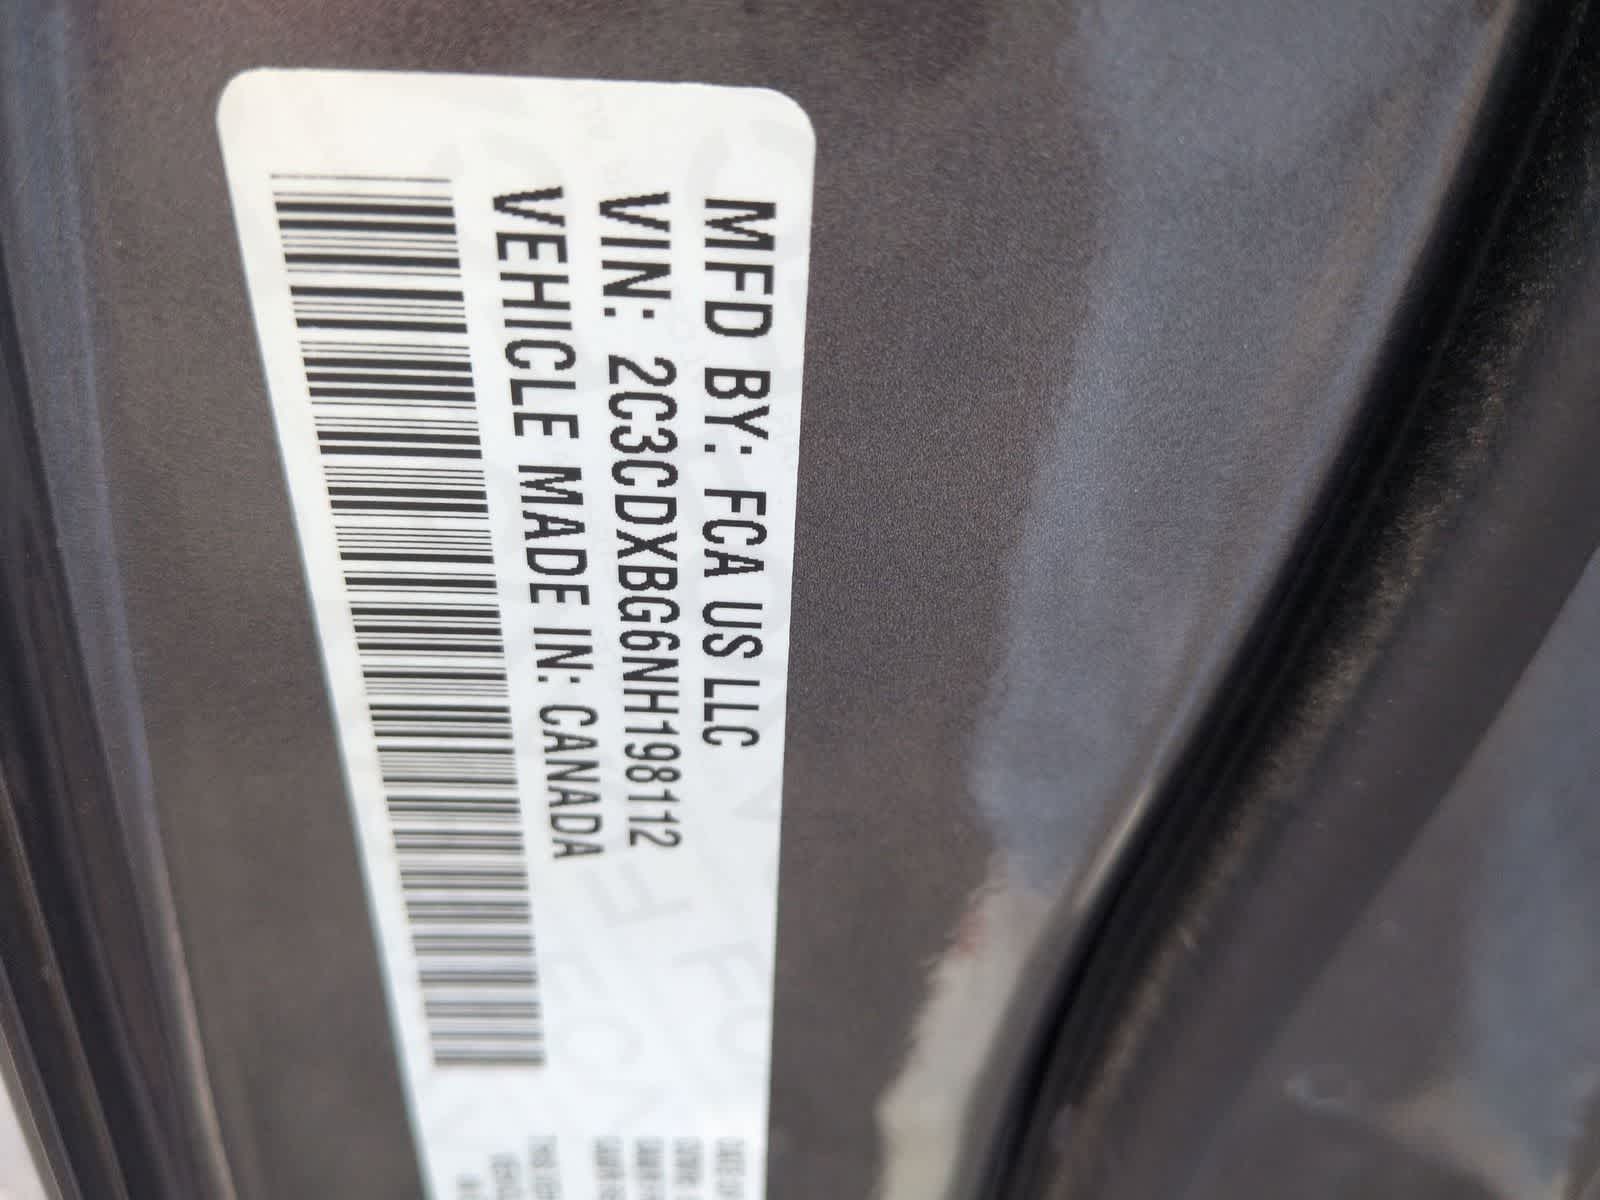 MFD BY: FCA US LLC
VIN: 2C3CDXBG6NH198112
VEHICLE MADE IN: CANADA